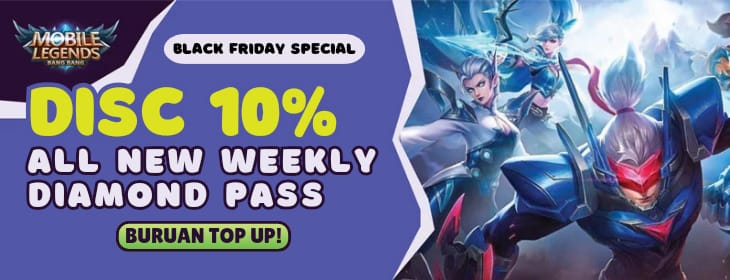 MOBILE
LEGENDS
BANG BANG
BLACK FRIDAY SPECIAL
DISC 10%
ALL NEW WEEKLY
DIAMOND PASS
BURUAN TOP UP!